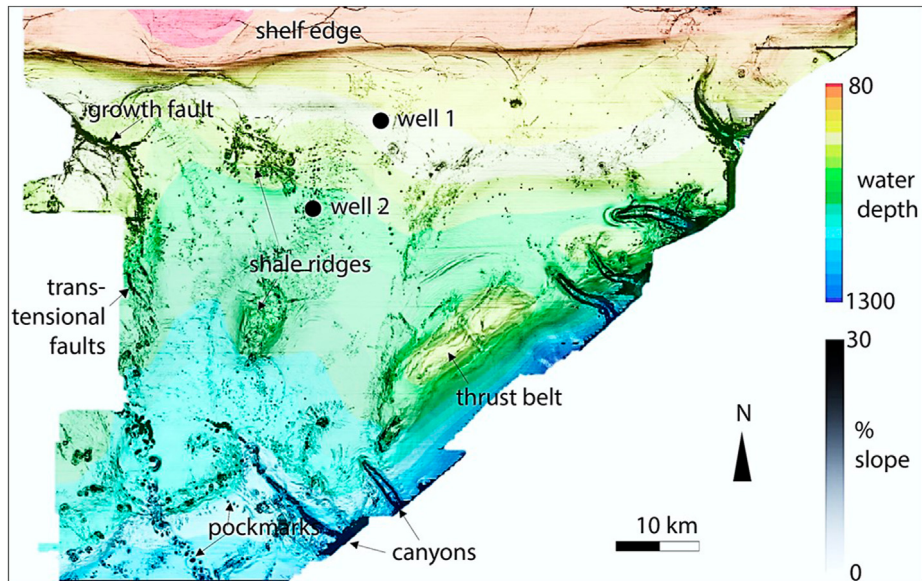 shelf edge
growth fault
well 1
80
water
depth
well 2
shale ridges
trans-
tensional
faults
1300
30
thrust belt
N
%
slope
pockmarks
canyons
10 km
0